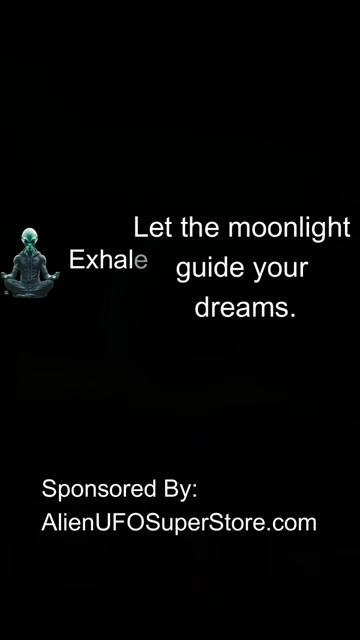 Exhale
Let the moonlight
guide your
dreams.
Sponsored By:
AlienUFOSuperStore.com